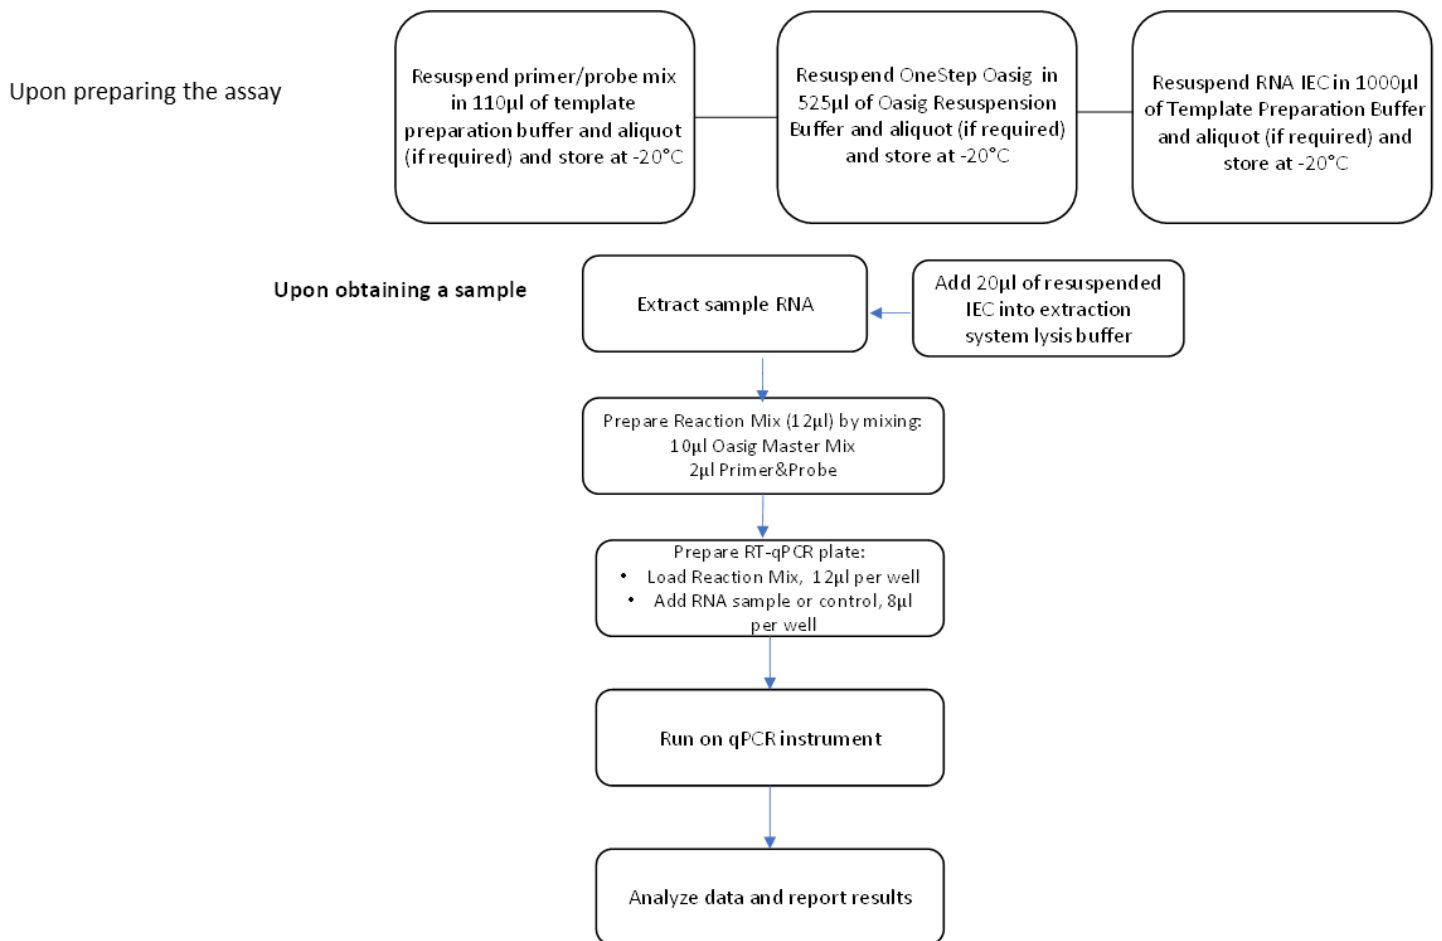 Upon preparing the assay
Resuspend primer/probe mix
in 110µl of template
preparation buffer and aliquot
(if required) and store at -20°C
Resuspend OneStep Oasig in
525µl of Oasig Resuspension
Buffer and aliquot (if required)
and store at -20°C
Resuspend RNA IEC in 1000µl
of Template Preparation Buffer
and aliquot (if required) and
store at -20°C
Upon obtaining a sample
Extract sample RNA
Add 20µl of resuspended
IEC into extraction
system lysis buffer
Prepare Reaction Mix (12µl) by mixing:
10µl Oasig Master Mix
2µl Primer&Probe
Prepare RT-qPCR plate:
• Load Reaction Mix, 12µl per well
• Add RNA sample or control, 8µl
per well
Run on qPCR instrument
Analyze data and report results